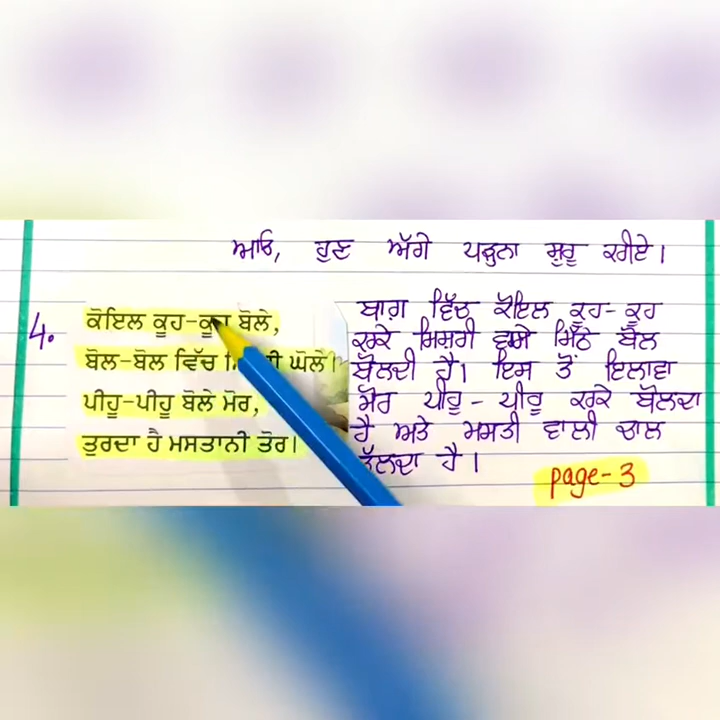 ਆਓ, ਹੁਣ ਅੱਗੇ ਪੜ੍ਹਨਾ ਸ਼ੁਰੂ ਕਰੀਏ।
4.
ਕੋਇਲ ਕੂਹ-ਕੂਹ ਬੋਲੇ,
ਬੋਲ-ਬੋਲ ਵਿੱਚ ਘੋਲੇ।
ਪੀਹੂ-ਪੀਹੂ ਬੋਲੇ ਮੋਰ,
ਤੁਰਦਾ ਹੈ ਮਸਤਾਨੀ ਤੋਰ।
ਬਾਗ਼ ਵਿੱਚ ਕੋਇਲ ਕੂਹ-ਕੂਹ
ਕਰਕੇ ਮਿਸ਼ਰੀ ਵਰਗੇ ਮਿੱਠੇ ਬੋਲ
ਬੋਲਦੀ ਹੈ। ਇਸ ਤੋਂ ਇਲਾਵਾ
ਮੋਰ ਪੀਹੂ-ਪੀਹੂ ਕਰਕੇ ਬੋਲਦਾ
ਹੈ ਅਤੇ ਮਸਤੀ ਵਾਲੀ ਚਾਲ
ਚੱਲਦਾ ਹੈ।
page-3